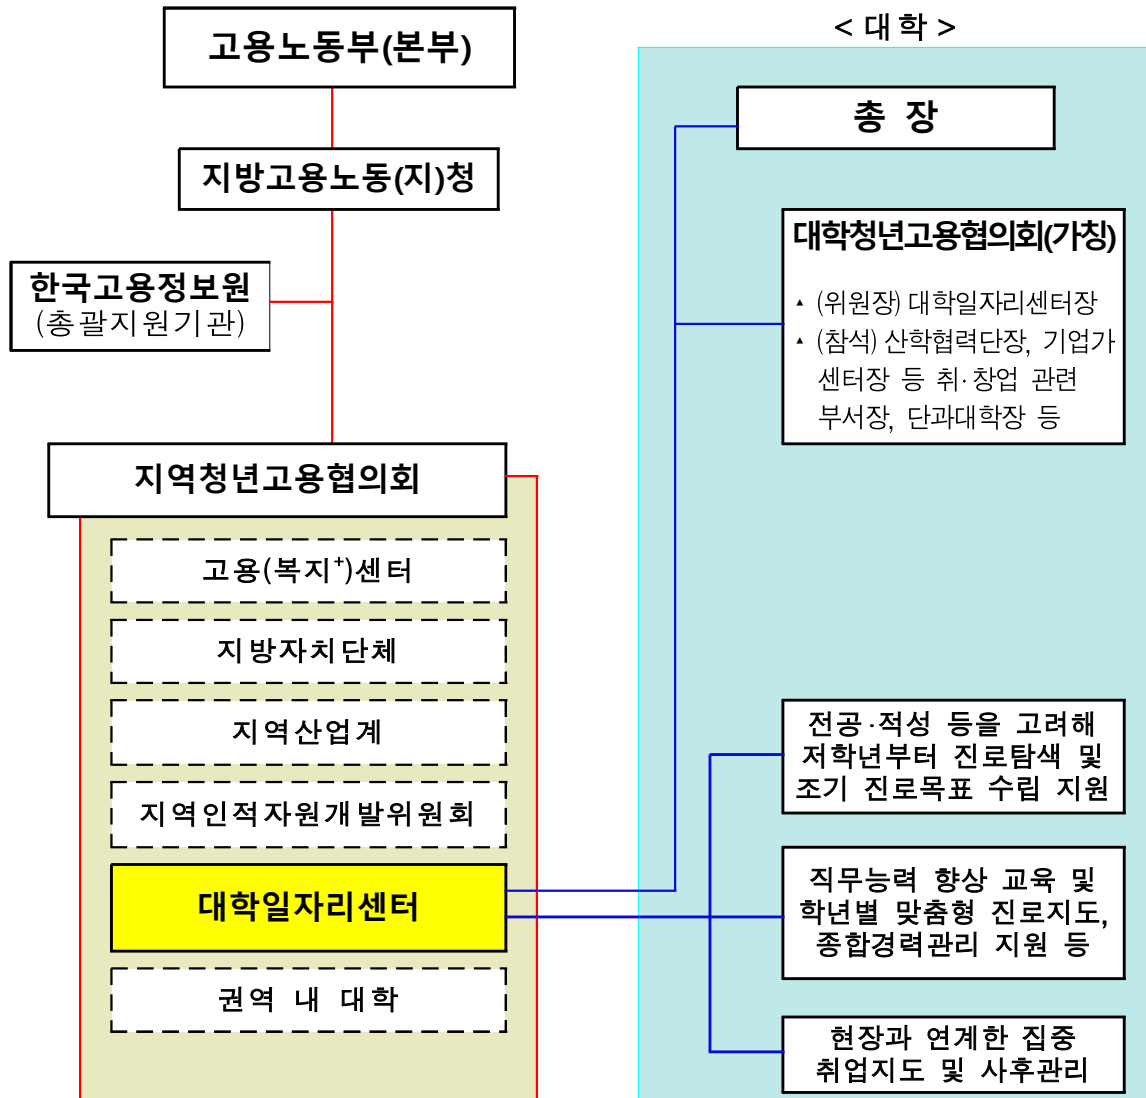 고용노동부(본부)
지방고용노동(지)청
한국고용정보원
(총괄지원기관)
지역청년고용협의회
고용(복지+)센터
지방자치단체
지역산업계
지역인적자원개발위원회
대학일자리센터
권역 내 대학
< 대학 >
총 장
대학청년고용협의회(가칭)
▴ (위원장) 대학일자리센터장
▴ (참석) 산학협력단장, 기업가
센터장 등 취·창업 관련
부서장, 단과대학장 등
전공·적성 등을 고려해
저학년부터 진로탐색 및
조기 진로목표 수립 지원
직무능력 향상 교육 및
학년별 맞춤형 진로지도,
종합경력관리 지원 등
현장과 연계한 집중
취업지도 및 사후관리